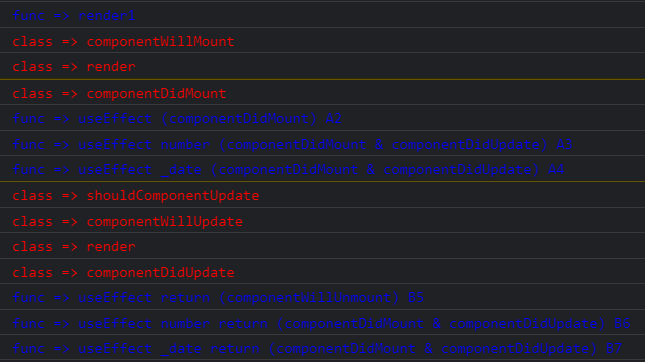 func => render1
class => componentWillMount
class => render
class => componentDidMount
func => useEffect (componentDidMount) A2
func => useEffect number (componentDidMount & componentDidUpdate) A3
func => useEffect _date (componentDidMount & componentDidUpdate) A4
class => shouldComponentUpdate
class => componentWillUpdate
class => render
class => componentDidUpdate
func => useEffect return (componentWillUnmount) B5
func => useEffect number return (componentDidMount & componentDidUpdate) B6
func => useEffect _date return (componentDidMount & componentDidUpdate) B7